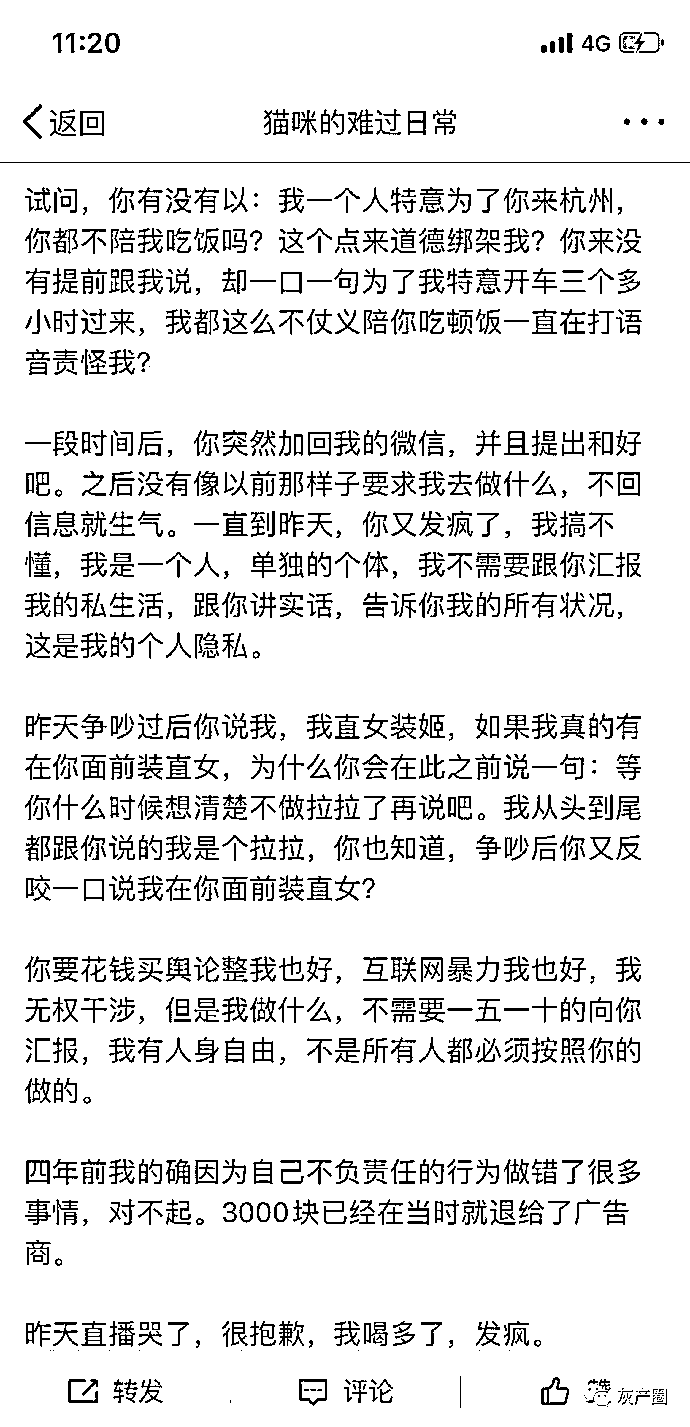 11:20 4G
返回 猫咪的难过日常
试问，你有没有以：我一个人特意为了你来杭州，
你都不陪我吃饭吗？这个点来道德绑架我？你来没
有提前跟我说，却一口一句为了我特意开车三个多
小时过来，我都这么不仗义陪你吃顿饭一直在打语
音责怪我？
一段时间后，你突然加回我的微信，并且提出和好
吧。之后没有像以前那样子要求我去做什么，不回
信息就生气。一直到昨天，你又发疯了，我搞不
懂，我是一个人，单独的个体，我不需要跟你汇报
我的私生活，跟你讲实话，告诉你我的所有状况，
这是我的个人隐私。
昨天争吵过后你说我，我直女装姬，如果我真的有
在你面前装直女，为什么你会在此之前说一句：等
你什么时候想清楚不做拉拉了再说吧。我从头到尾
都跟你说的我是个拉拉，你也知道，争吵后你又反
咬一口说我在你面前装直女？
你要花钱买舆论整我也好，互联网暴力我也好，我
无权干涉，但是我做什么，不需要一五一十的向你
汇报，我有人身自由，不是所有人都必须按照你的
做的。
四年前我的确因为自己不负责任的行为做错了很多
事情，对不起。3000块已经在当时就退给了广告
商。
昨天直播哭了，很抱歉，我喝多了，发疯。
转发 评论 赞
灰产圈